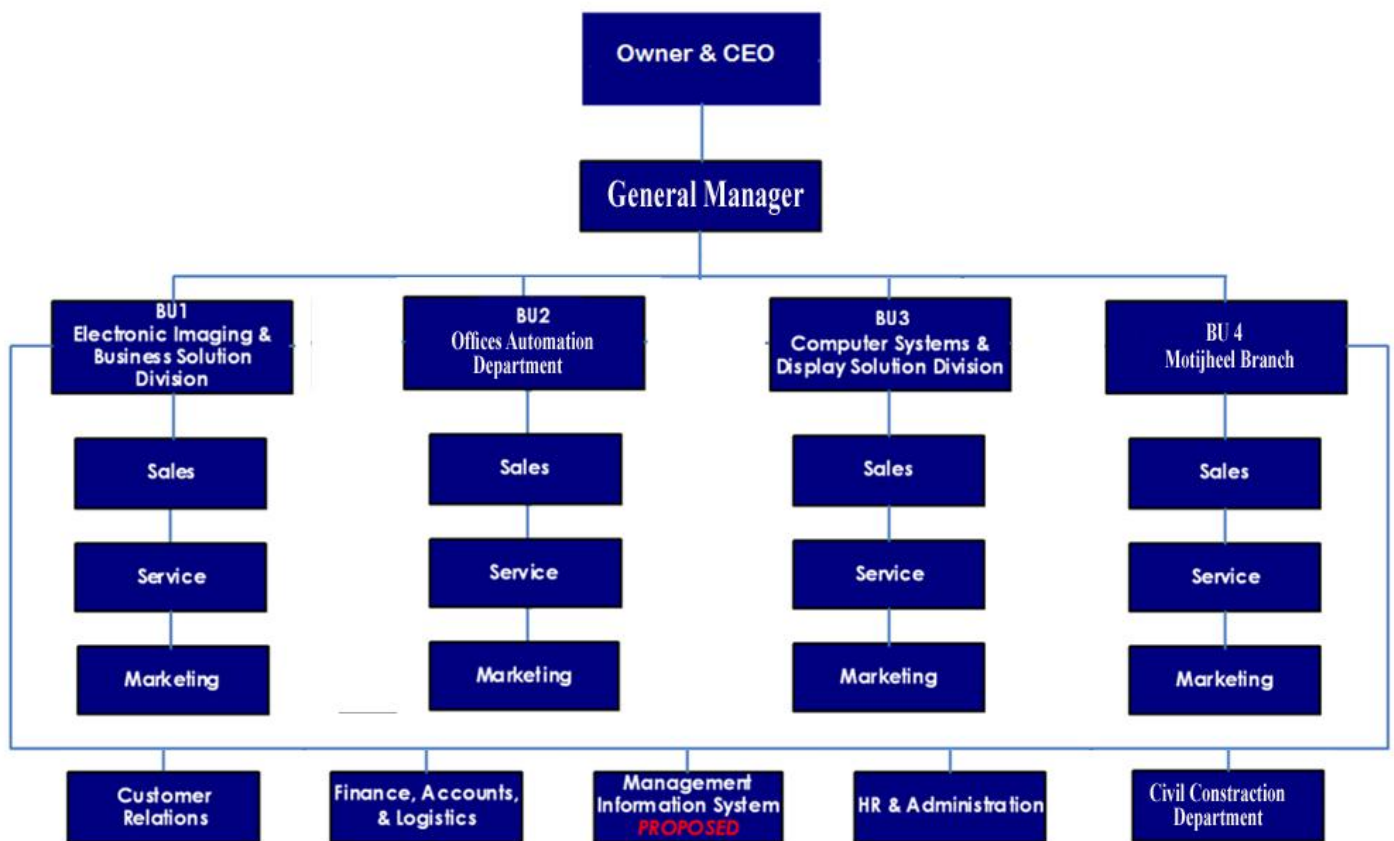 Owner & CEO
General Manager
BU1
Electronic Imaging &
Business Solution
Division
BU2
Offices Automation
Department
BU3
Computer Systems &
Display Solution Division
BU 4
Motijheel Branch
Sales
Sales
Sales
Sales
Service
Service
Service
Service
Marketing
Marketing
Marketing
Marketing
Customer
Relations
Finance, Accounts,
& Logistics
Management
Information System
PROPOSED
HR & Administration
Civil Constraction
Department